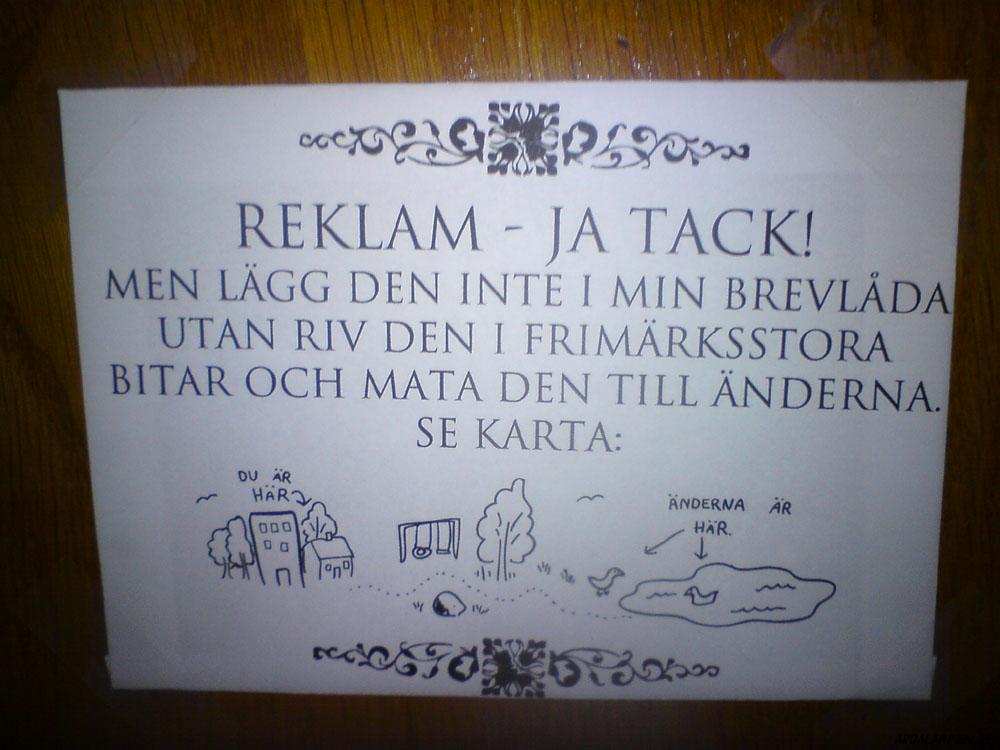 REKLAM - JA TACK!
MEN LÄGG DEN INTE I MIN BREVLÅDA
UTAN RIV DEN I FRIMÄRKSSTORA
BITAR OCH MATA DEN TILL ÄNDERNA.
SE KARTA:
DU ÄR
HÄR
ÄNDERNA ÄR
HÄR.